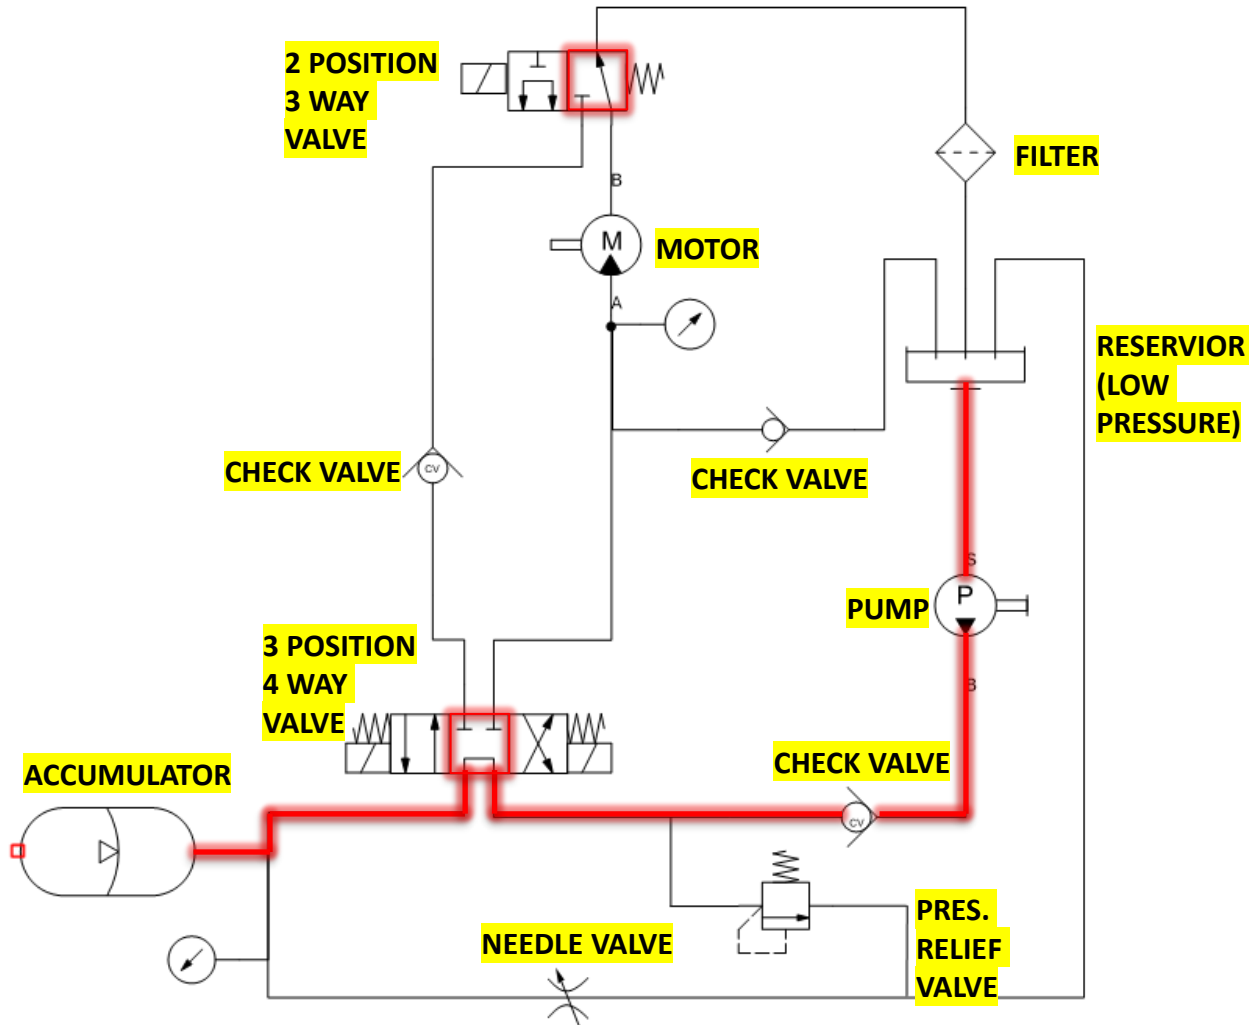 2 POSITION
3 WAY
VALVE
FILTER
B
M
MOTOR
A
RESERVIOR
(LOW
PRESSURE)
CHECK VALVE
CV
CHECK VALVE
S
P
PUMP
B
3 POSITION
4 WAY
VALVE
ACCUMULATOR
CHECK VALVE
CV
PRES.
RELIEF
VALVE
NEEDLE VALVE